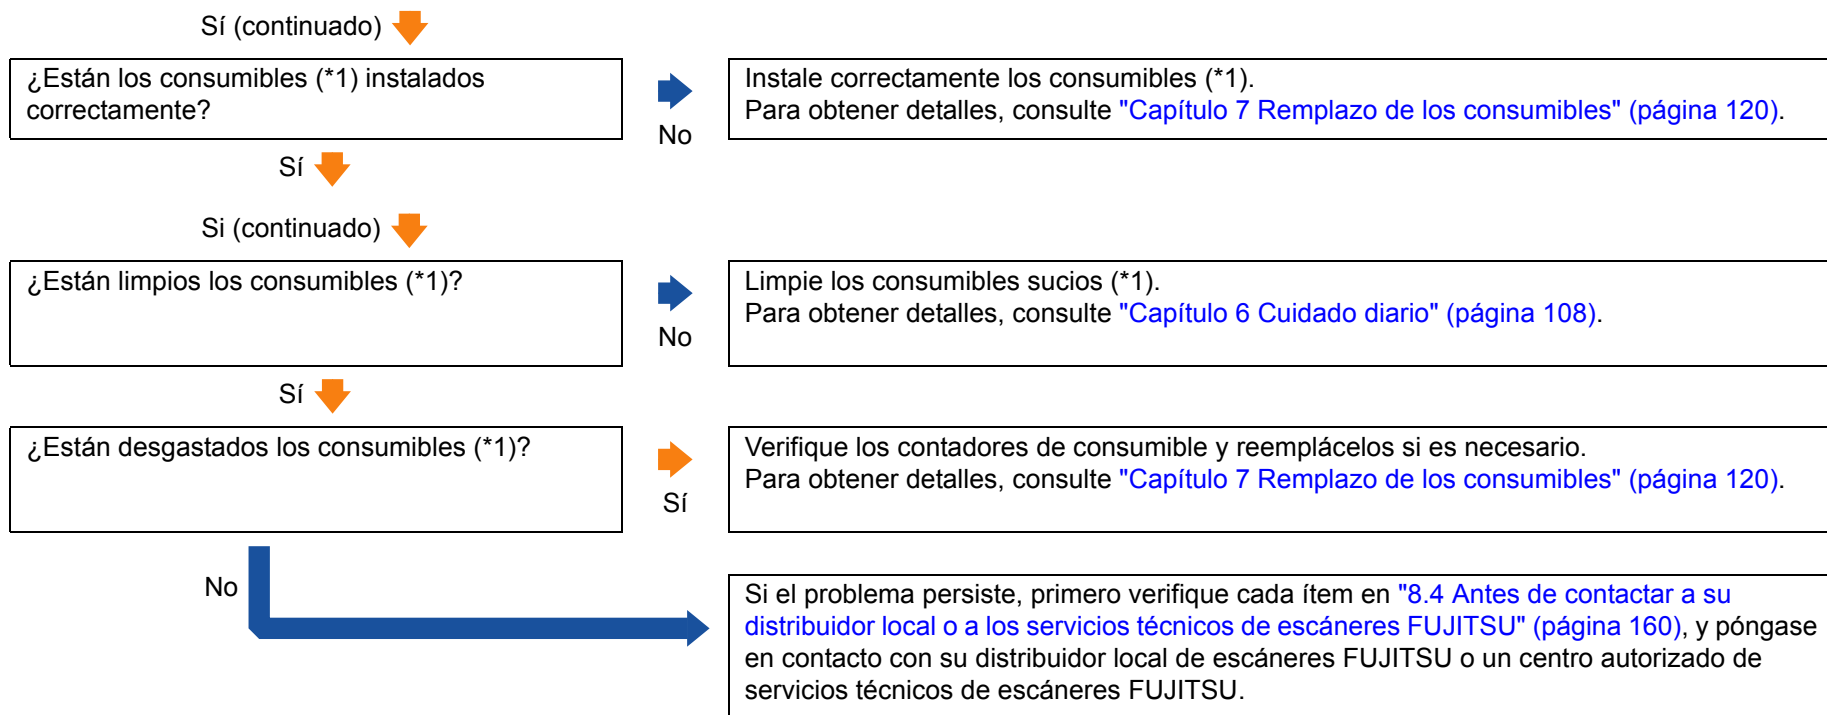 Sí (continuado)
¿Están los consumibles (*1) instalados
correctamente?
No
Instale correctamente los consumibles (*1).
Para obtener detalles, consulte "Capítulo 7 Remplazo de los consumibles" (página 120).
Sí
Si (continuado)
¿Están limpios los consumibles (*1)?
No
Limpie los consumibles sucios (*1).
Para obtener detalles, consulte "Capítulo 6 Cuidado diario" (página 108).
Sí
¿Están desgastados los consumibles (*1)?
Sí
Verifique los contadores de consumible y reemplácelos si es necesario.
Para obtener detalles, consulte "Capítulo 7 Remplazo de los consumibles" (página 120).
No
Si el problema persiste, primero verifique cada ítem en "8.4 Antes de contactar a su
distribuidor local o a los servicios técnicos de escáneres FUJITSU" (página 160), y póngase
en contacto con su distribuidor local de escáneres FUJITSU o un centro autorizado de
servicios técnicos de escáneres FUJITSU.